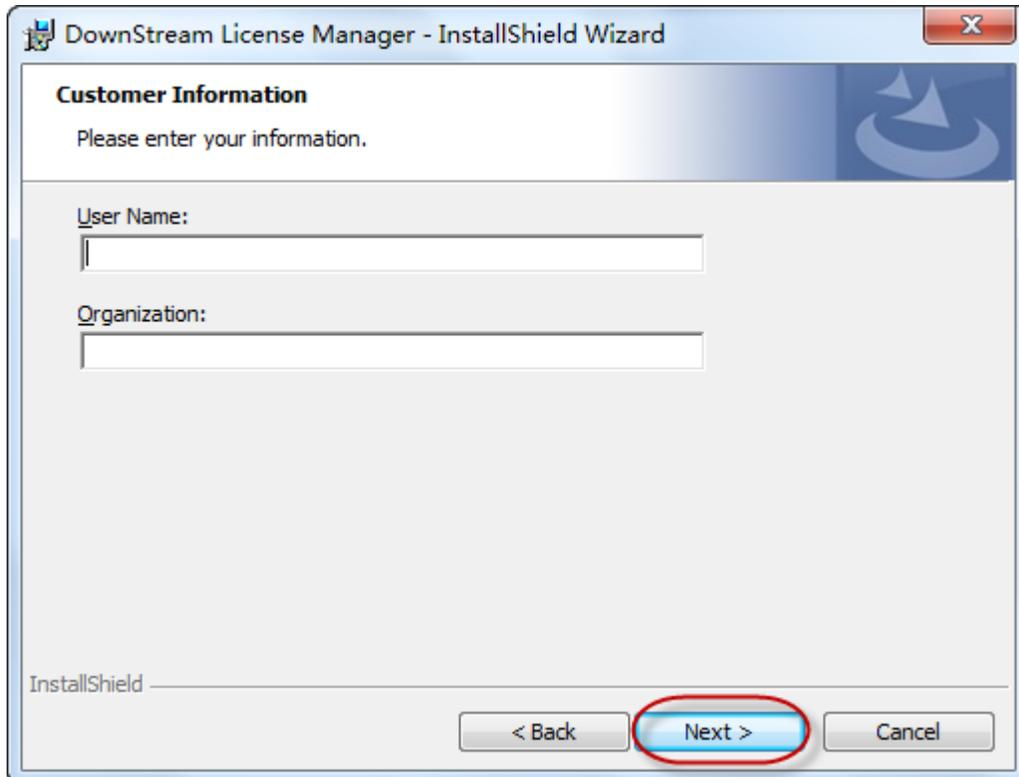 DownStream License Manager - InstallShield Wizard
Customer Information
Please enter your information.
User Name:
Organization:
InstallShield
< Back Next > Cancel